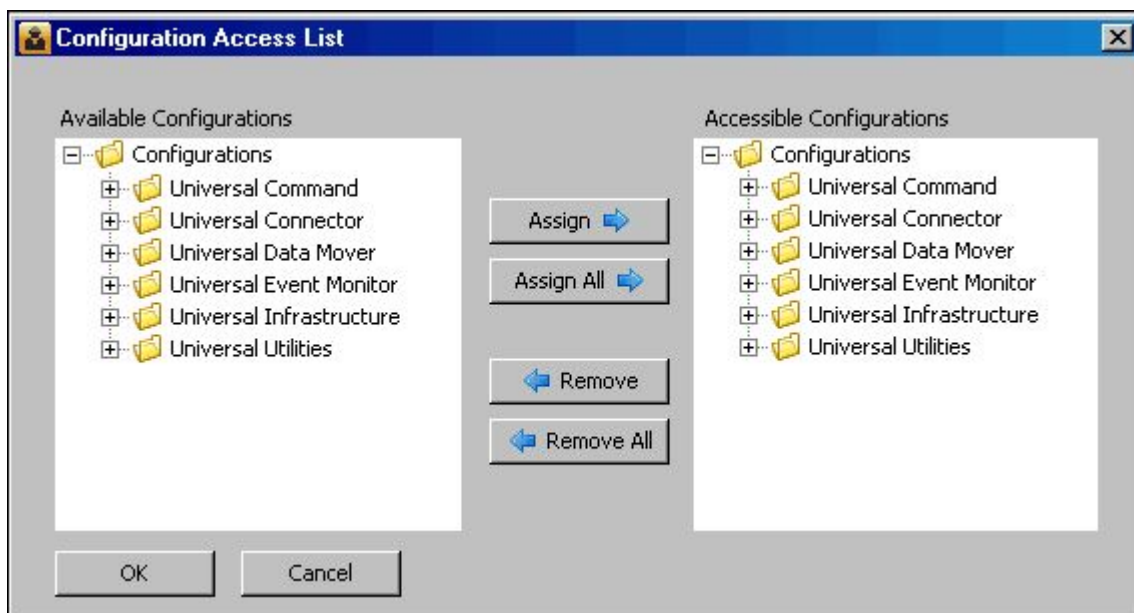 Configuration Access List
Available Configurations
Configurations
Universal Command
Universal Connector
Universal Data Mover
Universal Event Monitor
Universal Infrastructure
Universal Utilities
Assign
Assign All
Remove
Remove All
Accessible Configurations
Configurations
Universal Command
Universal Connector
Universal Data Mover
Universal Event Monitor
Universal Infrastructure
Universal Utilities
OK
Cancel